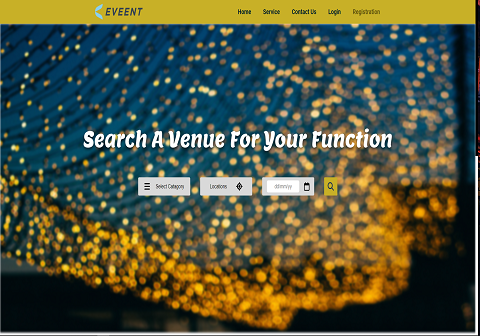 EVEENT
Home Service Contact Us Login Registration
Search A Venue For Your Function
Select Category Locations dd/mm/yy